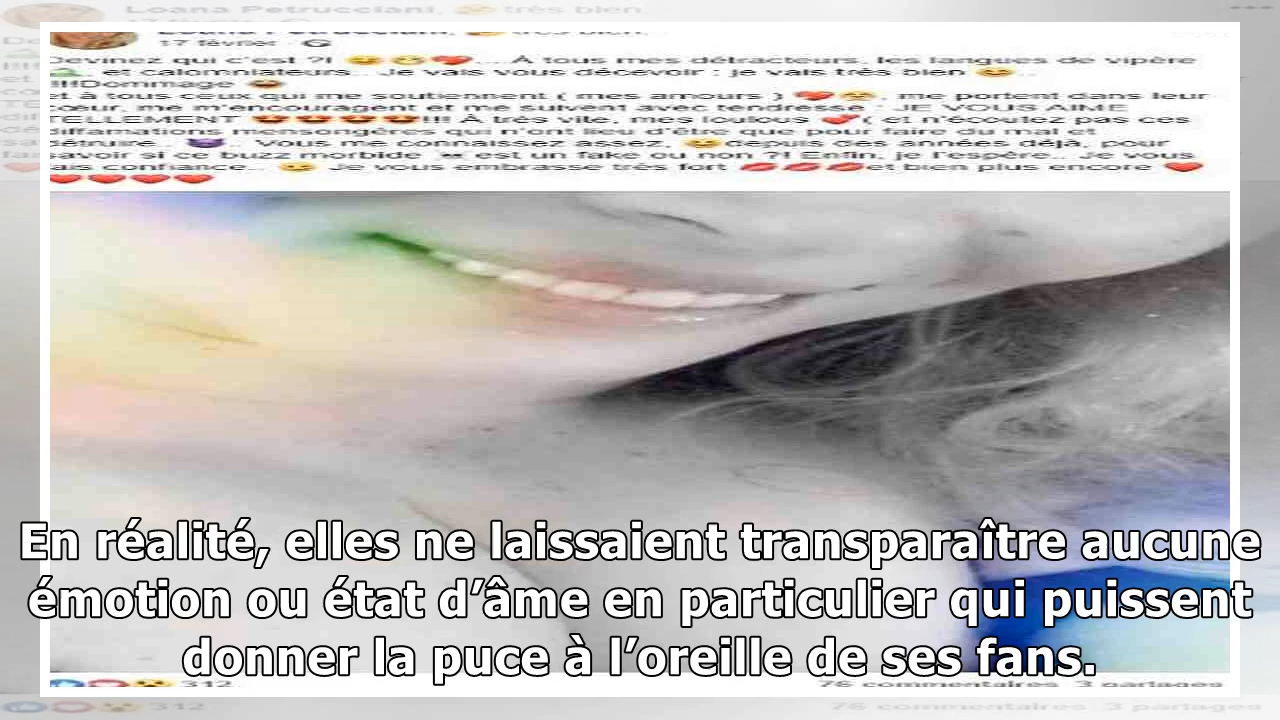 Loana Petrucciani, très bien.
17 février
Devinez qui c'est ?! .... À tous mes détracteurs, les langues de vipère
et calomniateurs... Je vais vous décevoir : je vais très bien
!!!!Dommage
et à tous ceux qui me soutiennent ( mes amours ) , me portent dans leur
cœur, me m'encouragent et me suivent avec tendresse JE VOUS AIME
TELLEMENT !!! À très vite, mes loulous ( et n'écoutez pas ces
diffamations mensongères qui n'ont lieu d'être que pour faire du mal et
détruire Vous me connaissez assez, depuis des années déjà, pour
savoir si ce buzz morbide est un fake ou non ?! Enfin, je l'espère... Je vous
fais confiance... Je vous embrasse très fort et bien plus encore
En réalité, elles ne laissaient transparaître aucune
émotion ou état d’âme en particulier qui puissent
donner la puce à l’oreille de ses fans.
312 76 commentaires 3 partages